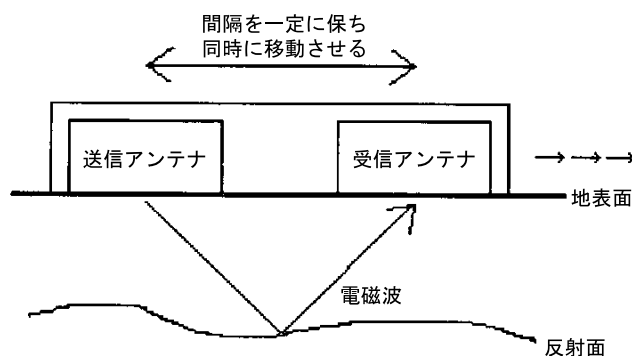 間隔を一定に保ち
同時に移動させる
送信アンテナ
受信アンテナ
地表面
電磁波
反射面